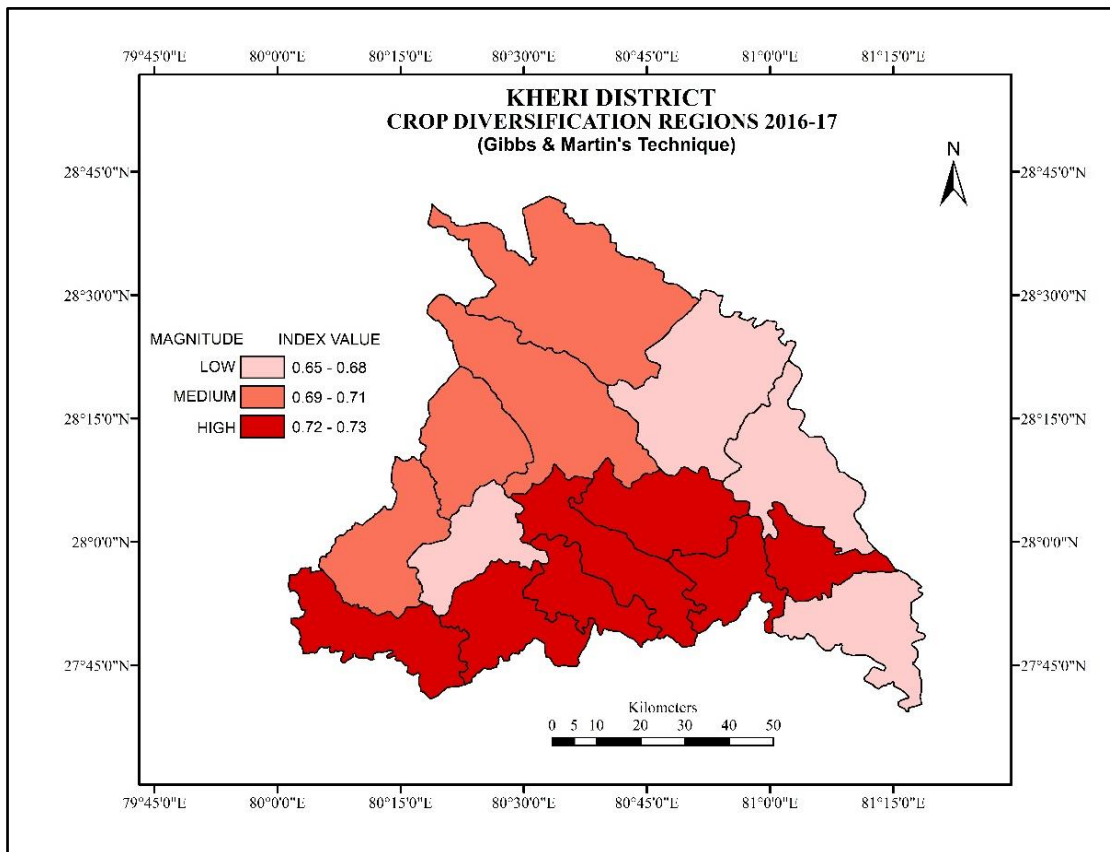 79°45'0"E 80°0'0"E 80°15'0"E 80°30'0"E 80°45'0"E 81°0'0"E 81°15'0"E
KHERI DISTRICT
CROP DIVERSIFICATION REGIONS 2016-17
(Gibbs & Martin's Technique)
N
28°45'0"N 28°45'0"N
28°30'0"N 28°30'0"N
MAGNITUDE INDEX VALUE
LOW 0.65 - 0.68
MEDIUM 0.69 - 0.71
HIGH 0.72 - 0.73
28°15'0"N 28°15'0"N
28°0'0"N 28°0'0"N
27°45'0"N 27°45'0"N
Kilometers
0 5 10 20 30 40 50
79°45'0"E 80°0'0"E 80°15'0"E 80°30'0"E 80°45'0"E 81°0'0"E 81°15'0"E